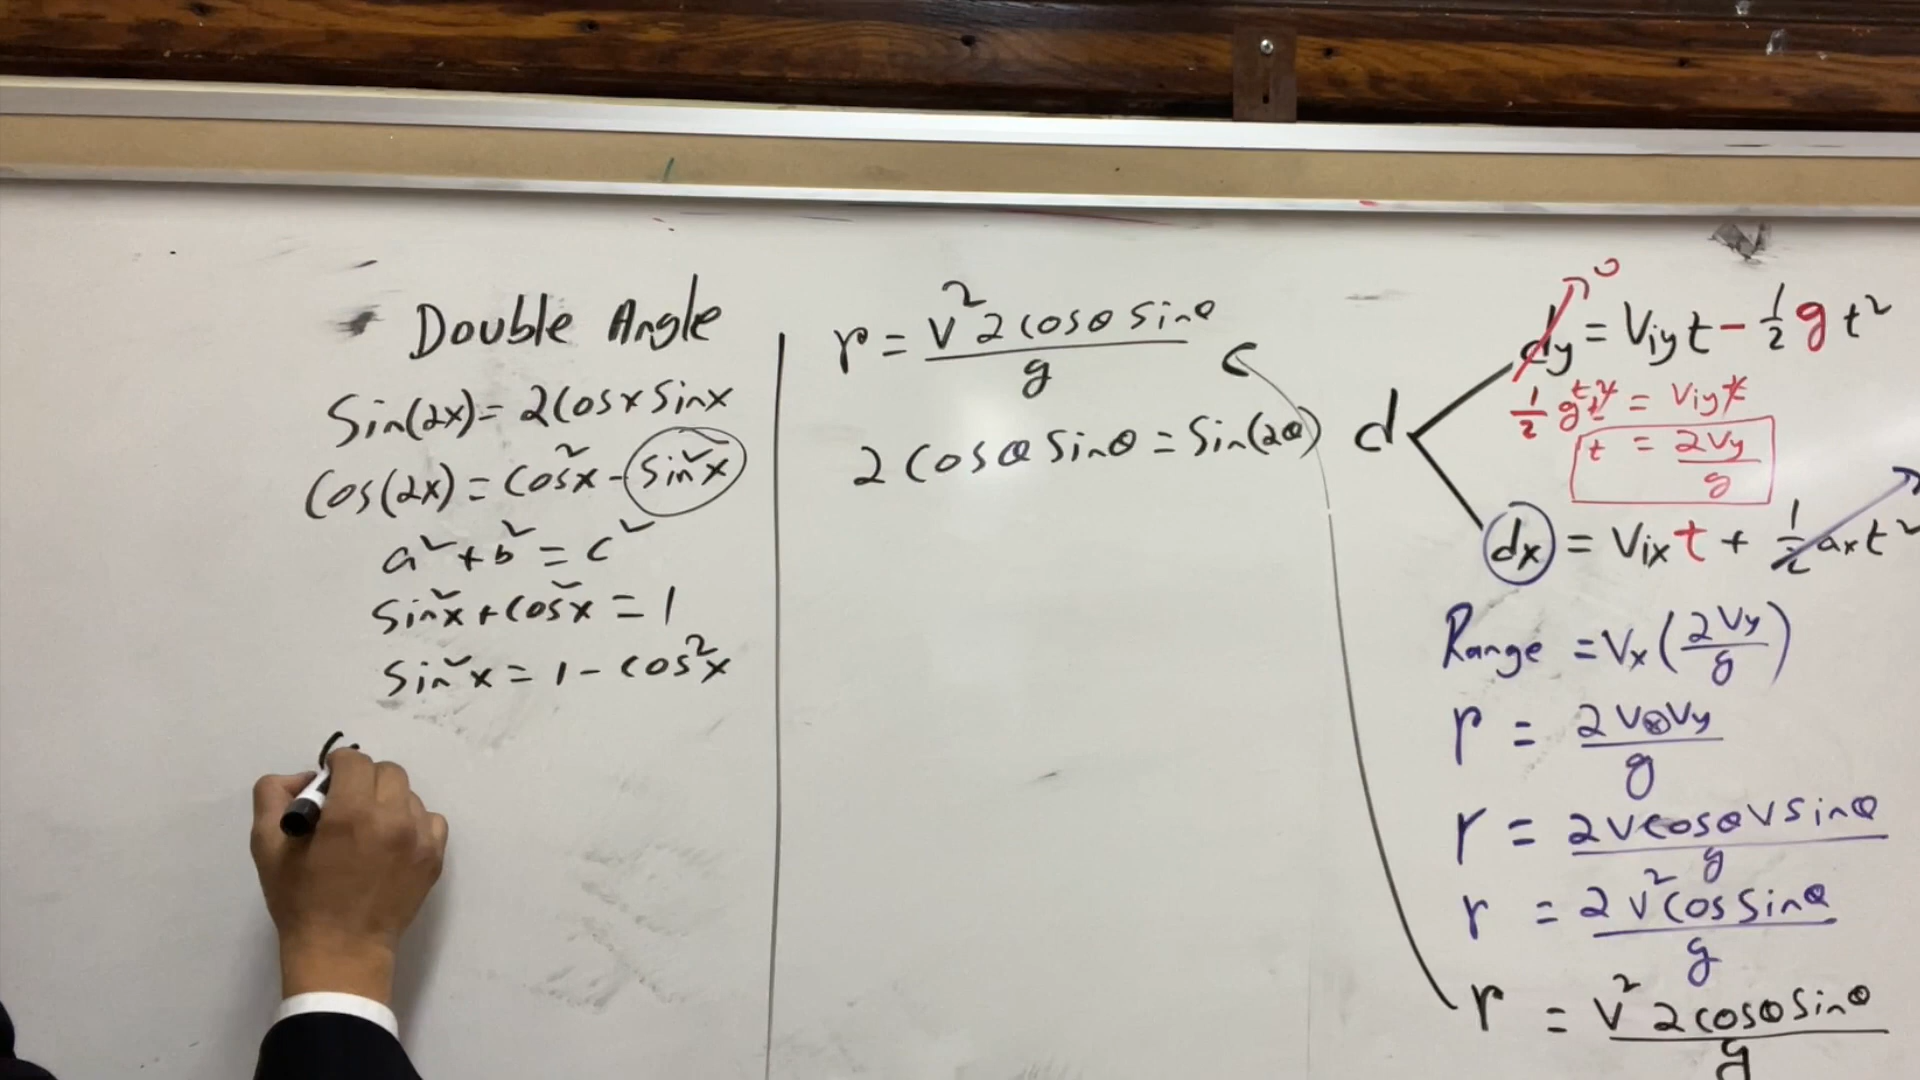 Double Angle
Sin(2x) = 2Cosx Sinx
Cos(2x) = Cos²x - Sin²x
a² + b² = c²
Sin²x + Cos²x = 1
Sin²x = 1 - cos²x
r = V² 2 cosθ Sinθ / g
2 Cosθ Sinθ = Sin(2θ)
d
dy = Viy t - 1/2 g t²
0
1/2 g t² = Viy t
t = 2Vy / g
dx = Vix t + 1/2 ax t²
Range = Vx (2Vy / g)
r = 2 Vx Vy / g
r = 2 V cosθ V sinθ / g
r = 2 V² cos Sinθ / g
r = V² 2 cosθ Sinθ / g